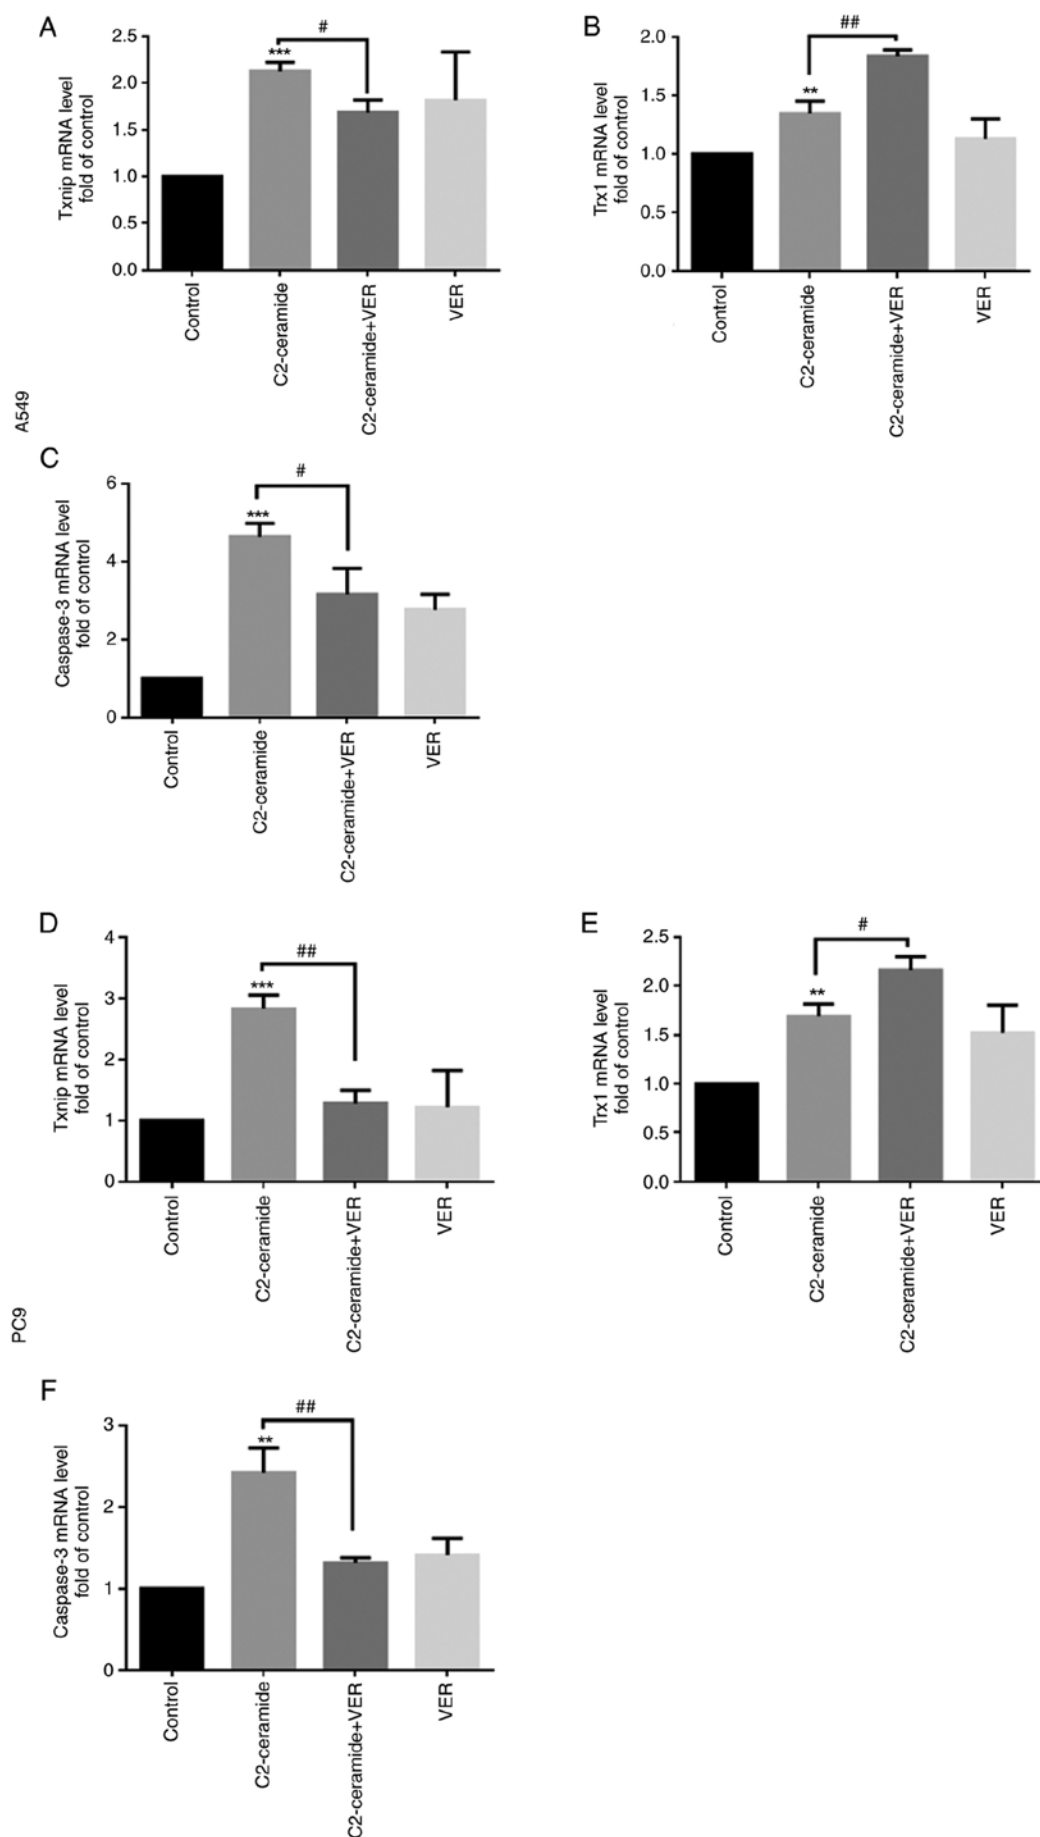 A
Txnip mRNA level
fold of control
2.5
2.0
1.5
1.0
0.5
0.0
***
#
Control
C2-ceramide
C2-ceramide+VER
VER
B
Trx1 mRNA level
fold of control
2.0
1.5
1.0
0.5
0.0
**
##
Control
C2-ceramide
C2-ceramide+VER
VER
A549
C
Caspase-3 mRNA level
fold of control
6
4
2
0
***
#
Control
C2-ceramide
C2-ceramide+VER
VER
D
Txnip mRNA level
fold of control
4
3
2
1
0
***
##
Control
C2-ceramide
C2-ceramide+VER
VER
E
Trx1 mRNA level
fold of control
2.5
2.0
1.5
1.0
0.5
0.0
**
#
Control
C2-ceramide
C2-ceramide+VER
VER
PC9
F
Caspase-3 mRNA level
fold of control
3
2
1
0
**
##
Control
C2-ceramide
C2-ceramide+VER
VER